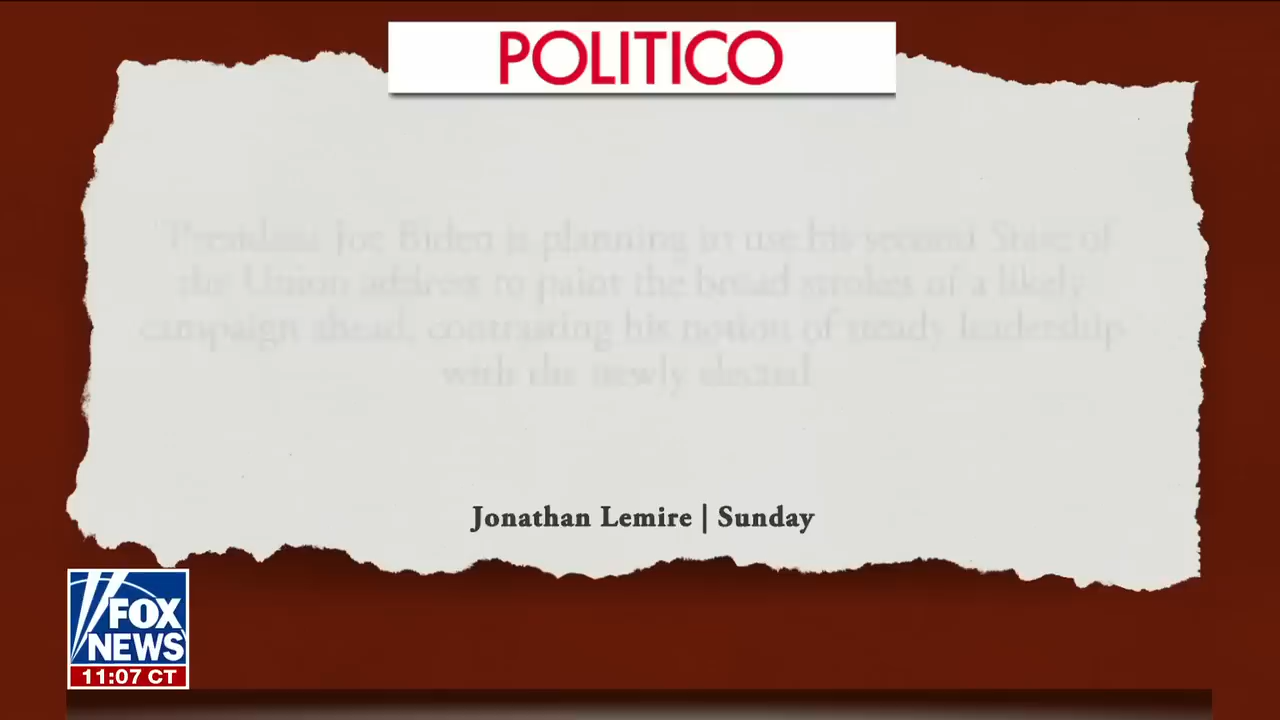 POLITICO
President Joe Biden is planning to use his second State of
the Union address to paint the broad strokes of a likely
campaign ahead, contrasting his notion of steady leadership
with the newly elected
Jonathan Lemire | Sunday
FOX
NEWS
11:07 CT